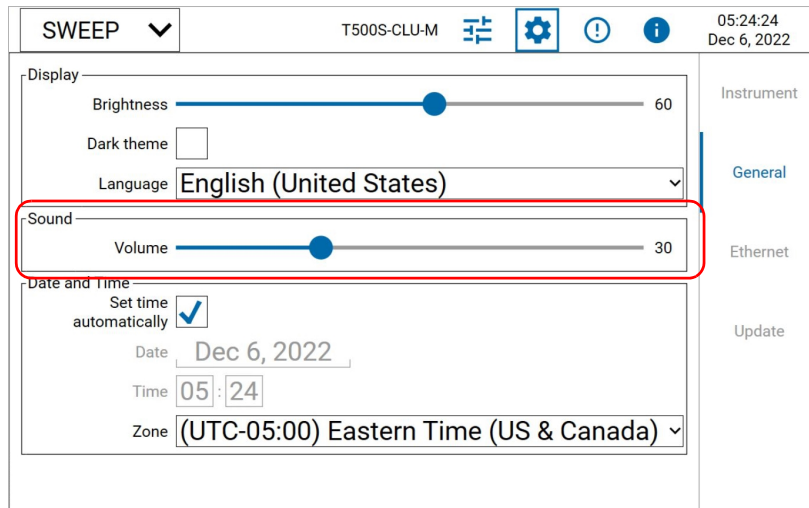 SWEEP
T500S-CLU-M
05:24:24
Dec 6, 2022
Display
Brightness 60
Dark theme
Language English (United States)
Sound
Volume 30
Date and Time
Set time
automatically
Date Dec 6, 2022
Time 05 : 24
Zone (UTC-05:00) Eastern Time (US & Canada)
Instrument
General
Ethernet
Update